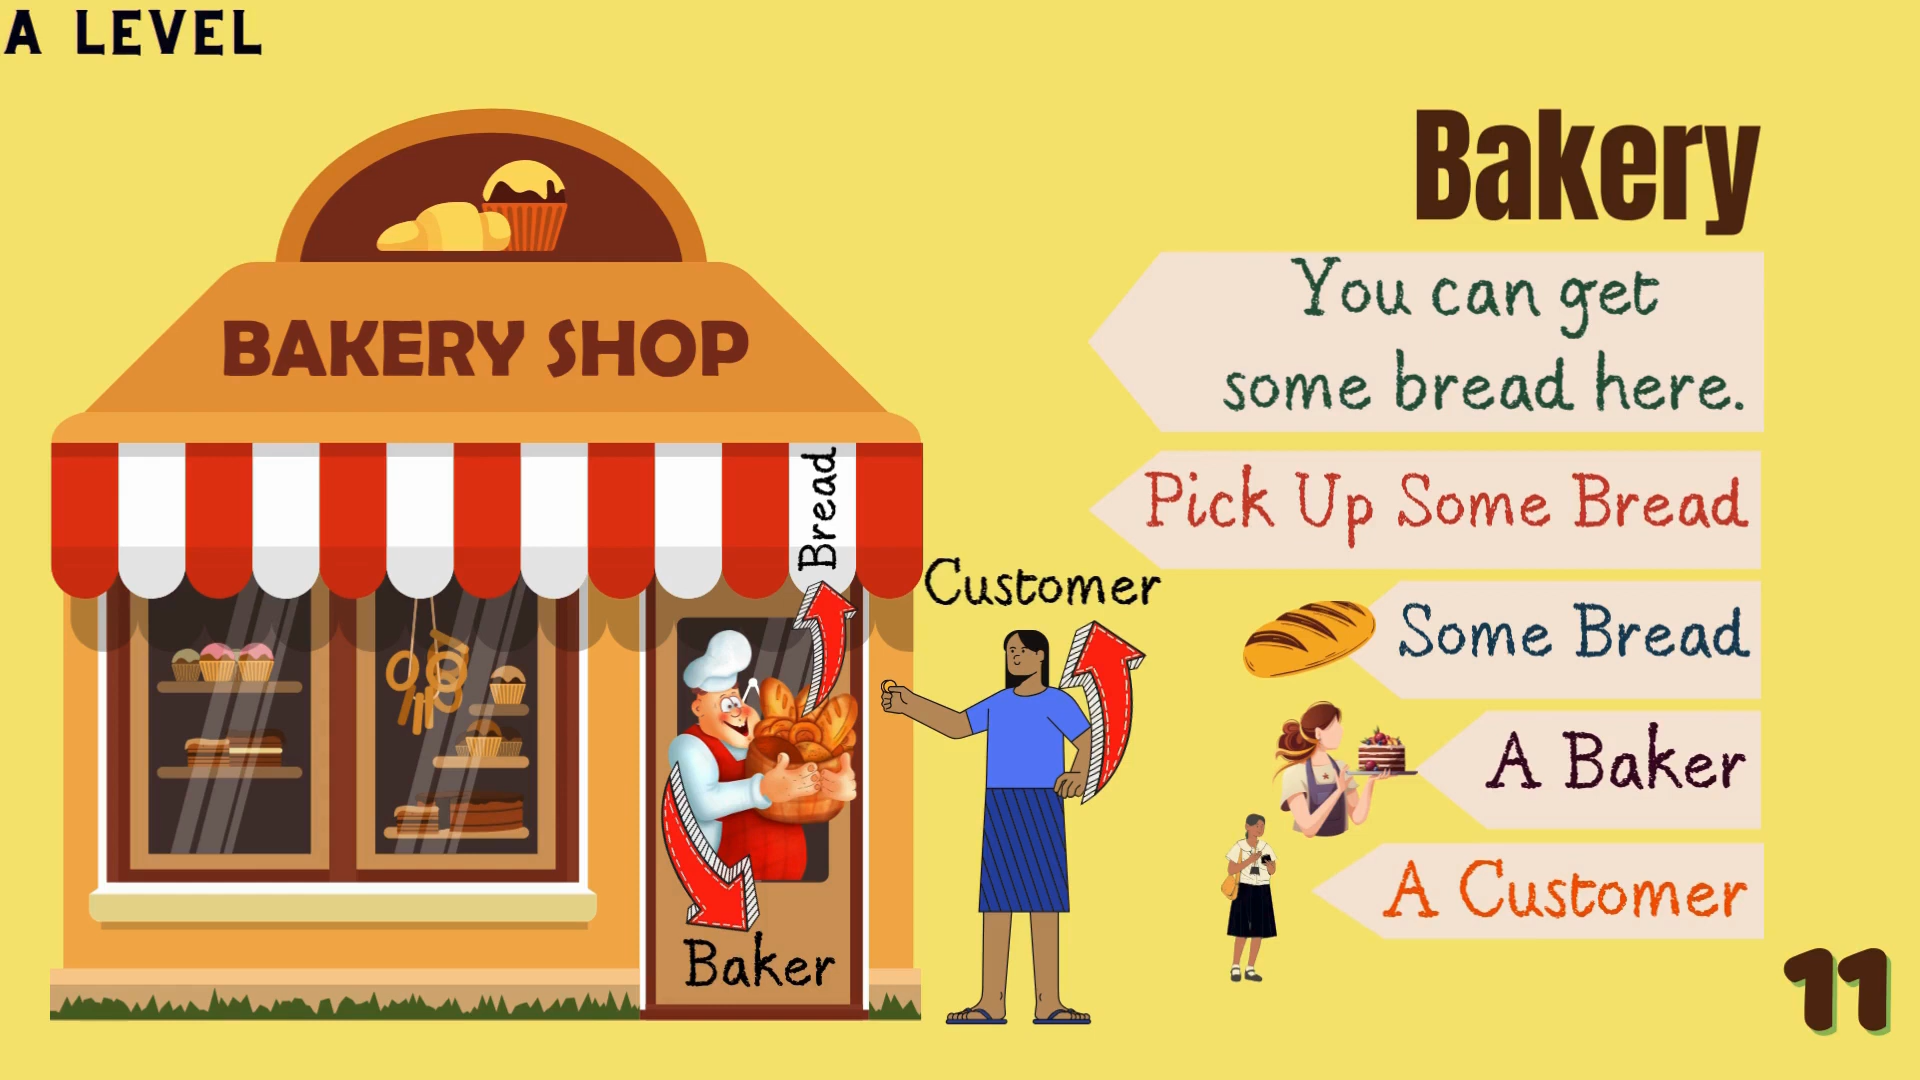 A LEVEL
BAKERY SHOP
Bread
Customer
Baker
Bakery
You can get
some bread here.
Pick Up Some Bread
Some Bread
A Baker
A Customer
11